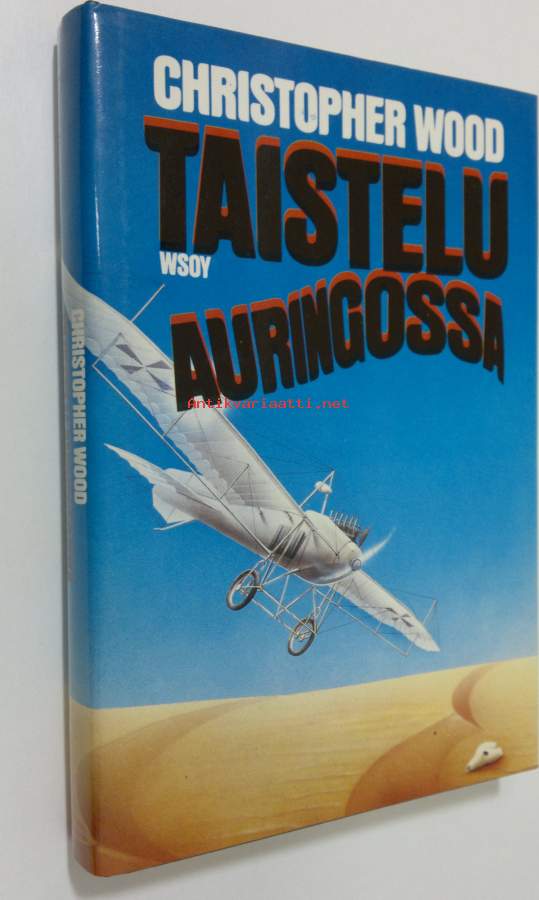 CHRISTOPHER WOOD
TAISTELU
WSOY
AURINGOSSA
Antikvariaatti.net
CHRISTOPHER WOOD